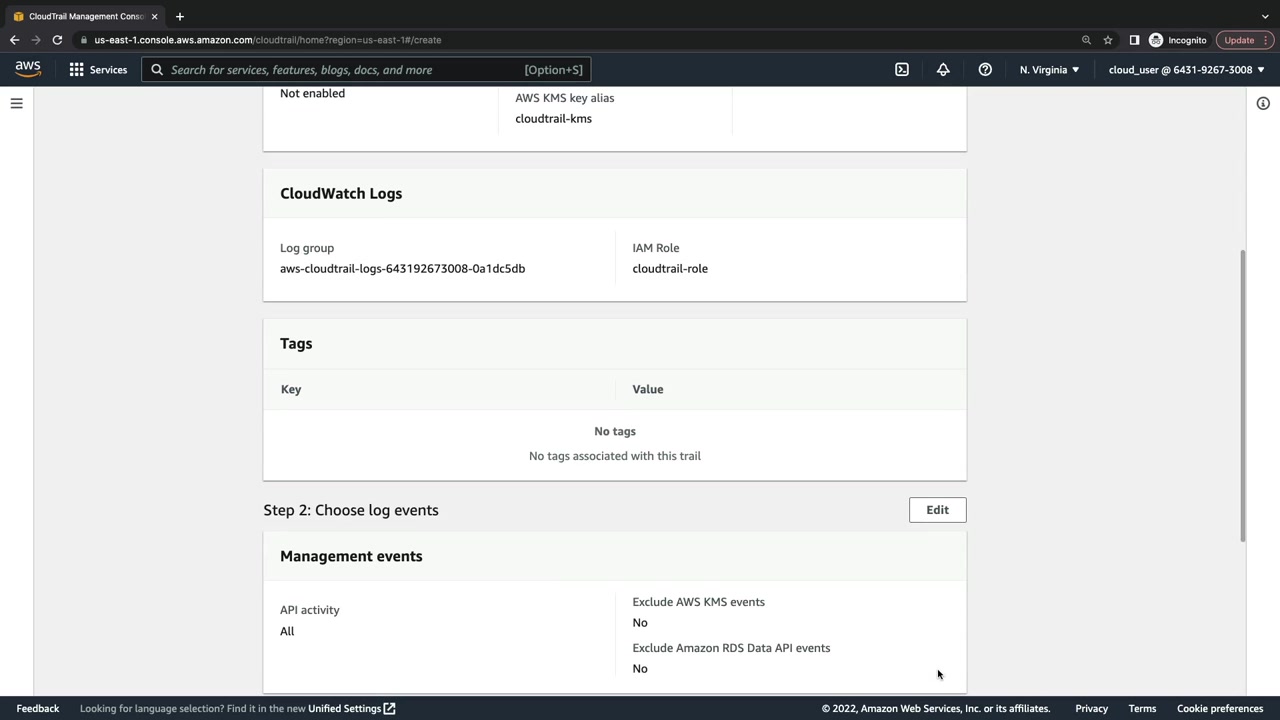 CloudTrail Management Conso
us-east-1.console.aws.amazon.com/cloudtrail/home?region=us-east-1#/create
Incognito
Update
aws
Services
Search for services, features, blogs, docs, and more
[Option+S]
N. Virginia
cloud_user @ 6431-9267-3008
Not enabled
AWS KMS key alias
cloudtrail-kms
CloudWatch Logs
Log group
IAM Role
aws-cloudtrail-logs-643192673008-0a1dc5db
cloudtrail-role
Tags
Key
Value
No tags
No tags associated with this trail
Step 2: Choose log events
Edit
Management events
API activity
All
Exclude AWS KMS events
No
Exclude Amazon RDS Data API events
No
Feedback
Looking for language selection? Find it in the new Unified Settings
© 2022, Amazon Web Services, Inc. or its affiliates.
Privacy
Terms
Cookie preferences